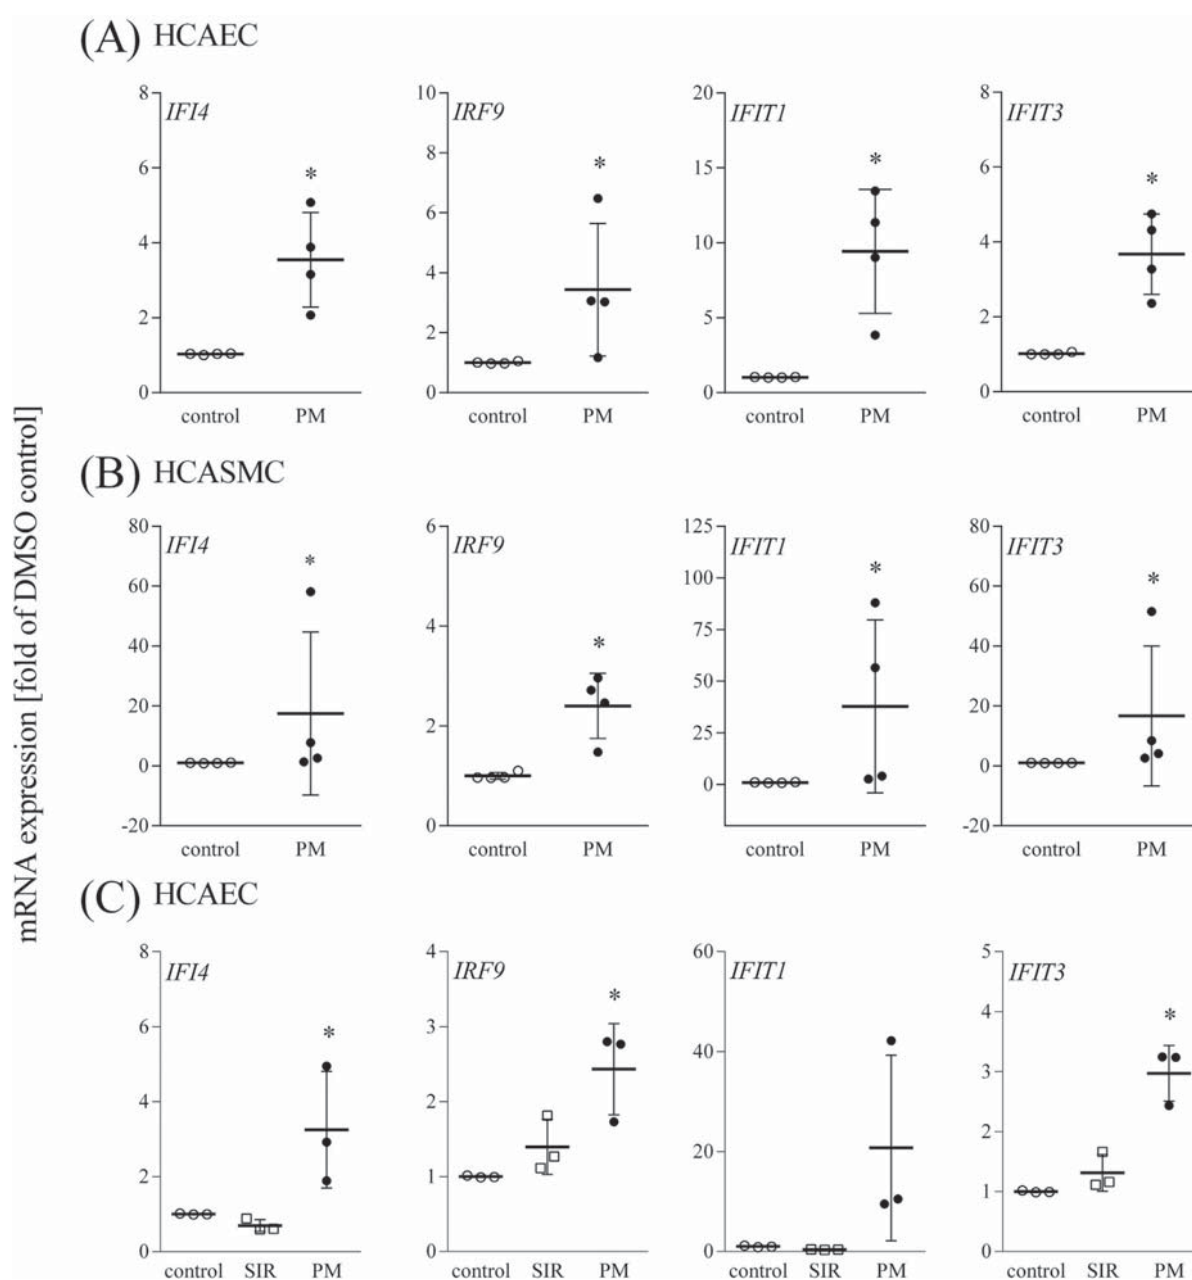 (A) HCAEC
mRNA expression [fold of DMSO control]
IFI4
8
6
4
2
0
*
control PM
IRF9
10
8
6
4
2
0
*
control PM
IFIT1
20
15
10
5
0
*
control PM
IFIT3
8
6
4
2
0
*
control PM
(B) HCASMC
IFI4
80
60
40
20
0
-20
*
control PM
IRF9
6
4
2
0
*
control PM
IFIT1
125
100
75
50
25
0
*
control PM
IFIT3
80
60
40
20
0
-20
*
control PM
(C) HCAEC
IFI4
8
6
4
2
0
*
control SIR PM
IRF9
4
3
2
1
0
*
control SIR PM
IFIT1
60
40
20
0
control SIR PM
IFIT3
5
4
3
2
1
0
*
control SIR PM